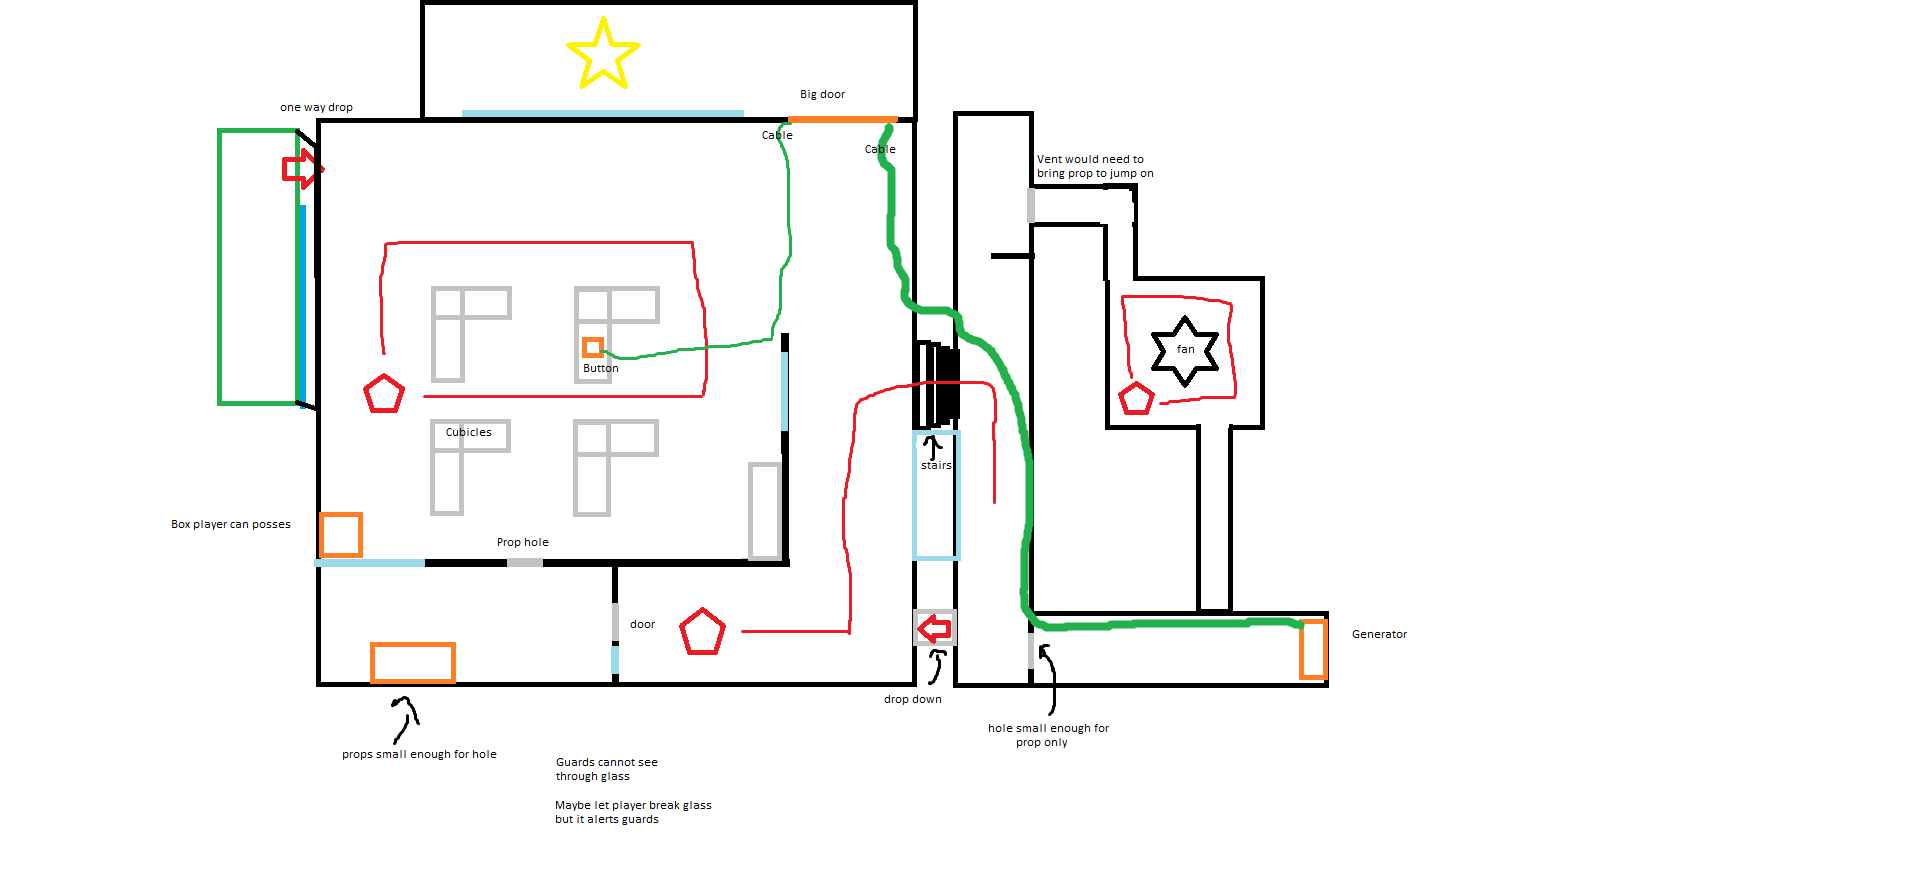 Big door
one way drop
Cable
Cable
Vent would need to
bring prop to jump on
fan
Button
Cubicles
stairs
Box player can posses
Prop hole
door
Generator
drop down
hole small enough for
prop only
props small enough for hole
Guards cannot see
through glass
Maybe let player break glass
but it alerts guards